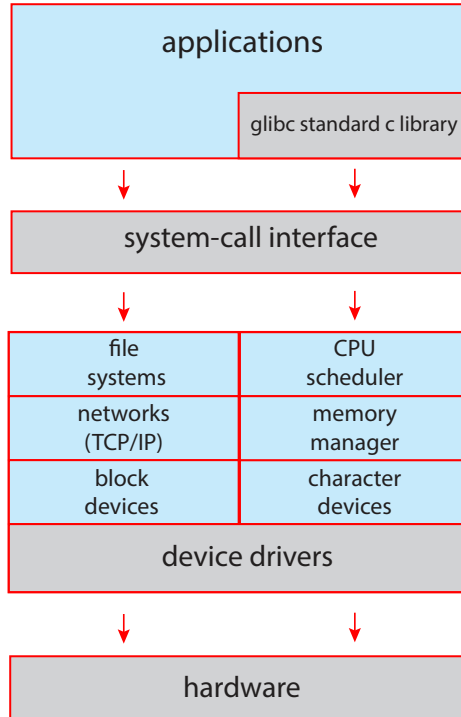 applications
glibc standard c library
system-call interface
file
systems
CPU
scheduler
networks
(TCP/IP)
memory
manager
block
devices
character
devices
device drivers
hardware